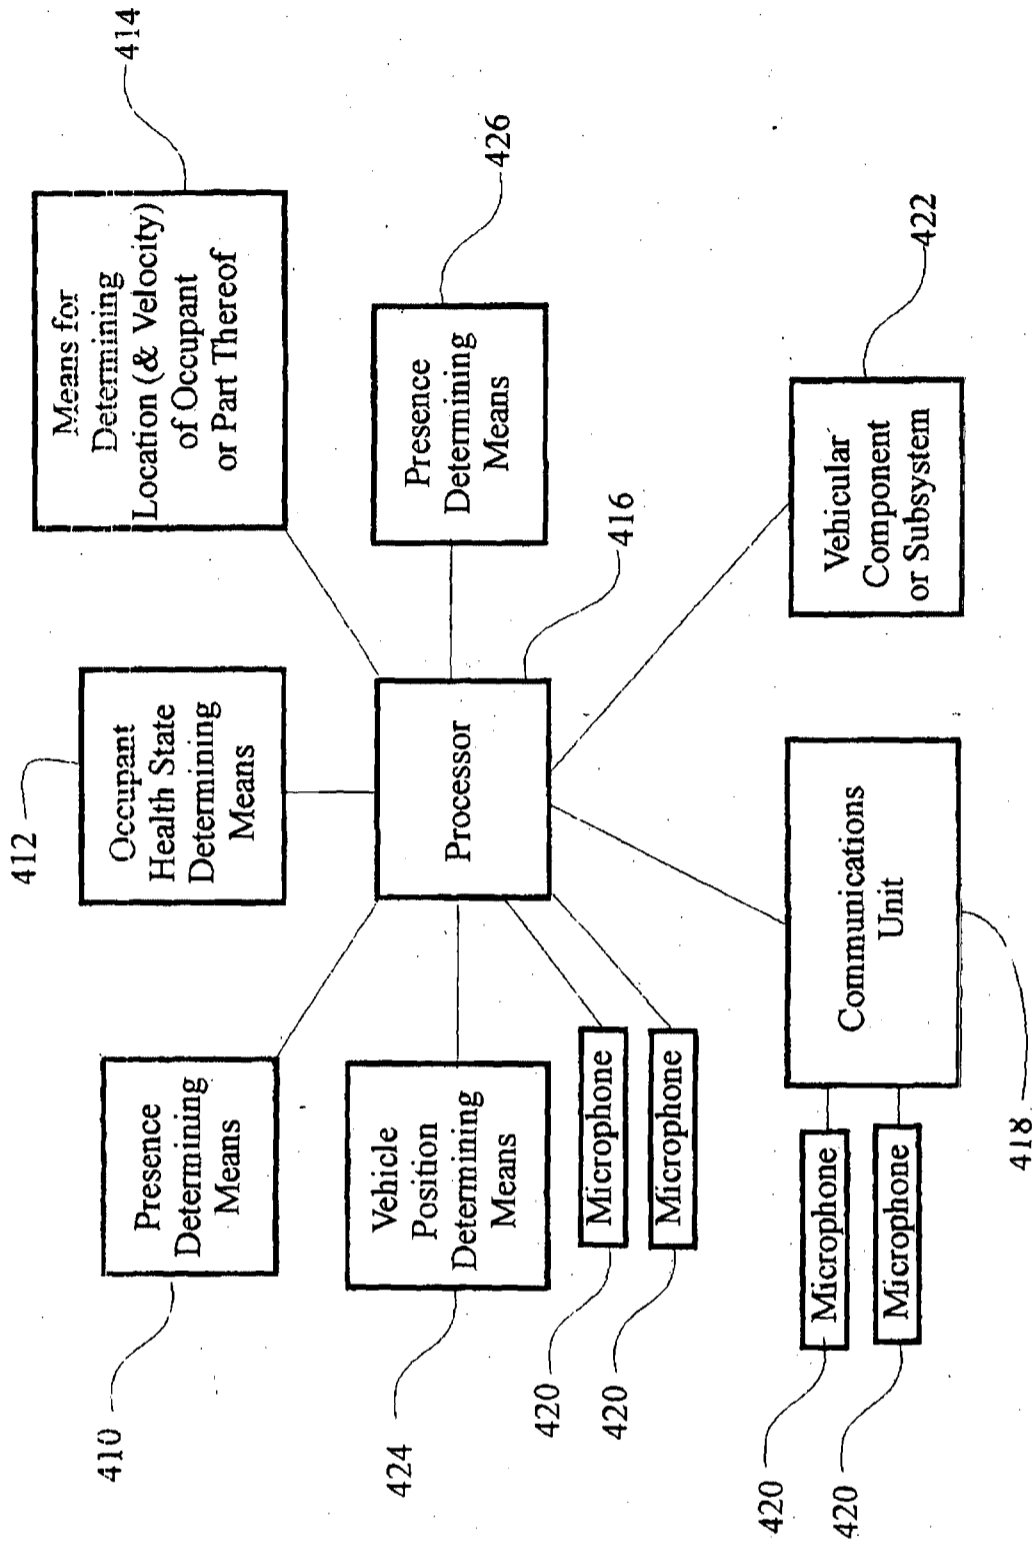 412
414
Occupant
Health State
Determining
Means
Means for
Determining
Location (& Velocity)
of Occupant
or Part Thereof
410
Presence
Determining
Means
424
Vehicle
Position
Determining
Means
Processor
416
Presence
Determining
Means
426
420
Microphone
420
Microphone
420
Microphone
420
Microphone
Communications
Unit
418
Vehicular
Component
or Subsystem
422